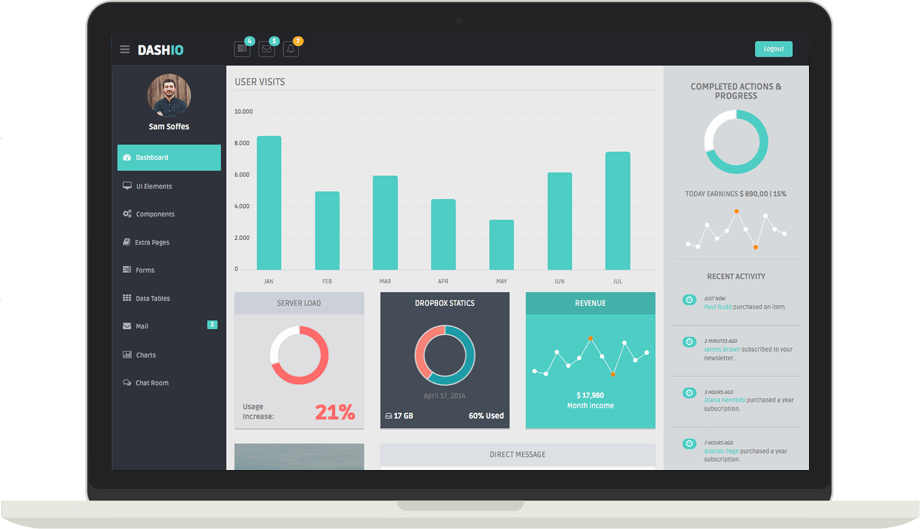 DASHIO
4
5
7
Logout
Sam Soffes
Dashboard
UI Elements
Components
Extra Pages
Forms
Data Tables
Mail
2
Charts
Chat Room
USER VISITS
10.000
8.000
6.000
4.000
2.000
0
JAN FEB MAR APR MAY JUN JUL
SERVER LOAD
Usage
Increase:
21%
DROPBOX STATICS
April 17, 2014
17 GB
60% Used
REVENUE
$ 17,980
Month Income
DIRECT MESSAGE
COMPLETED ACTIONS &
PROGRESS
TODAY EARNINGS $ 890,00 | 15%
RECENT ACTIVITY
JUST NOW
Paul Rudd purchased an item.
2 MINUTES AGO
James Brown subscribed to your
newsletter.
3 HOURS AGO
Diana Kennedy purchased a year
subscription.
7 HOURS AGO
Brando Page purchased a year
subscription.